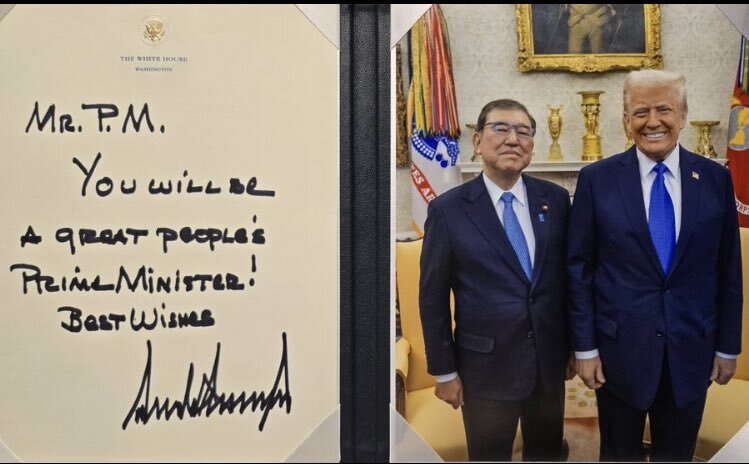 THE WHITE HOUSE
WASHINGTON
MR. P.M.
YOU WILL BE
A GREAT PEOPLE'S
PRIME MINISTER!
BEST WISHES